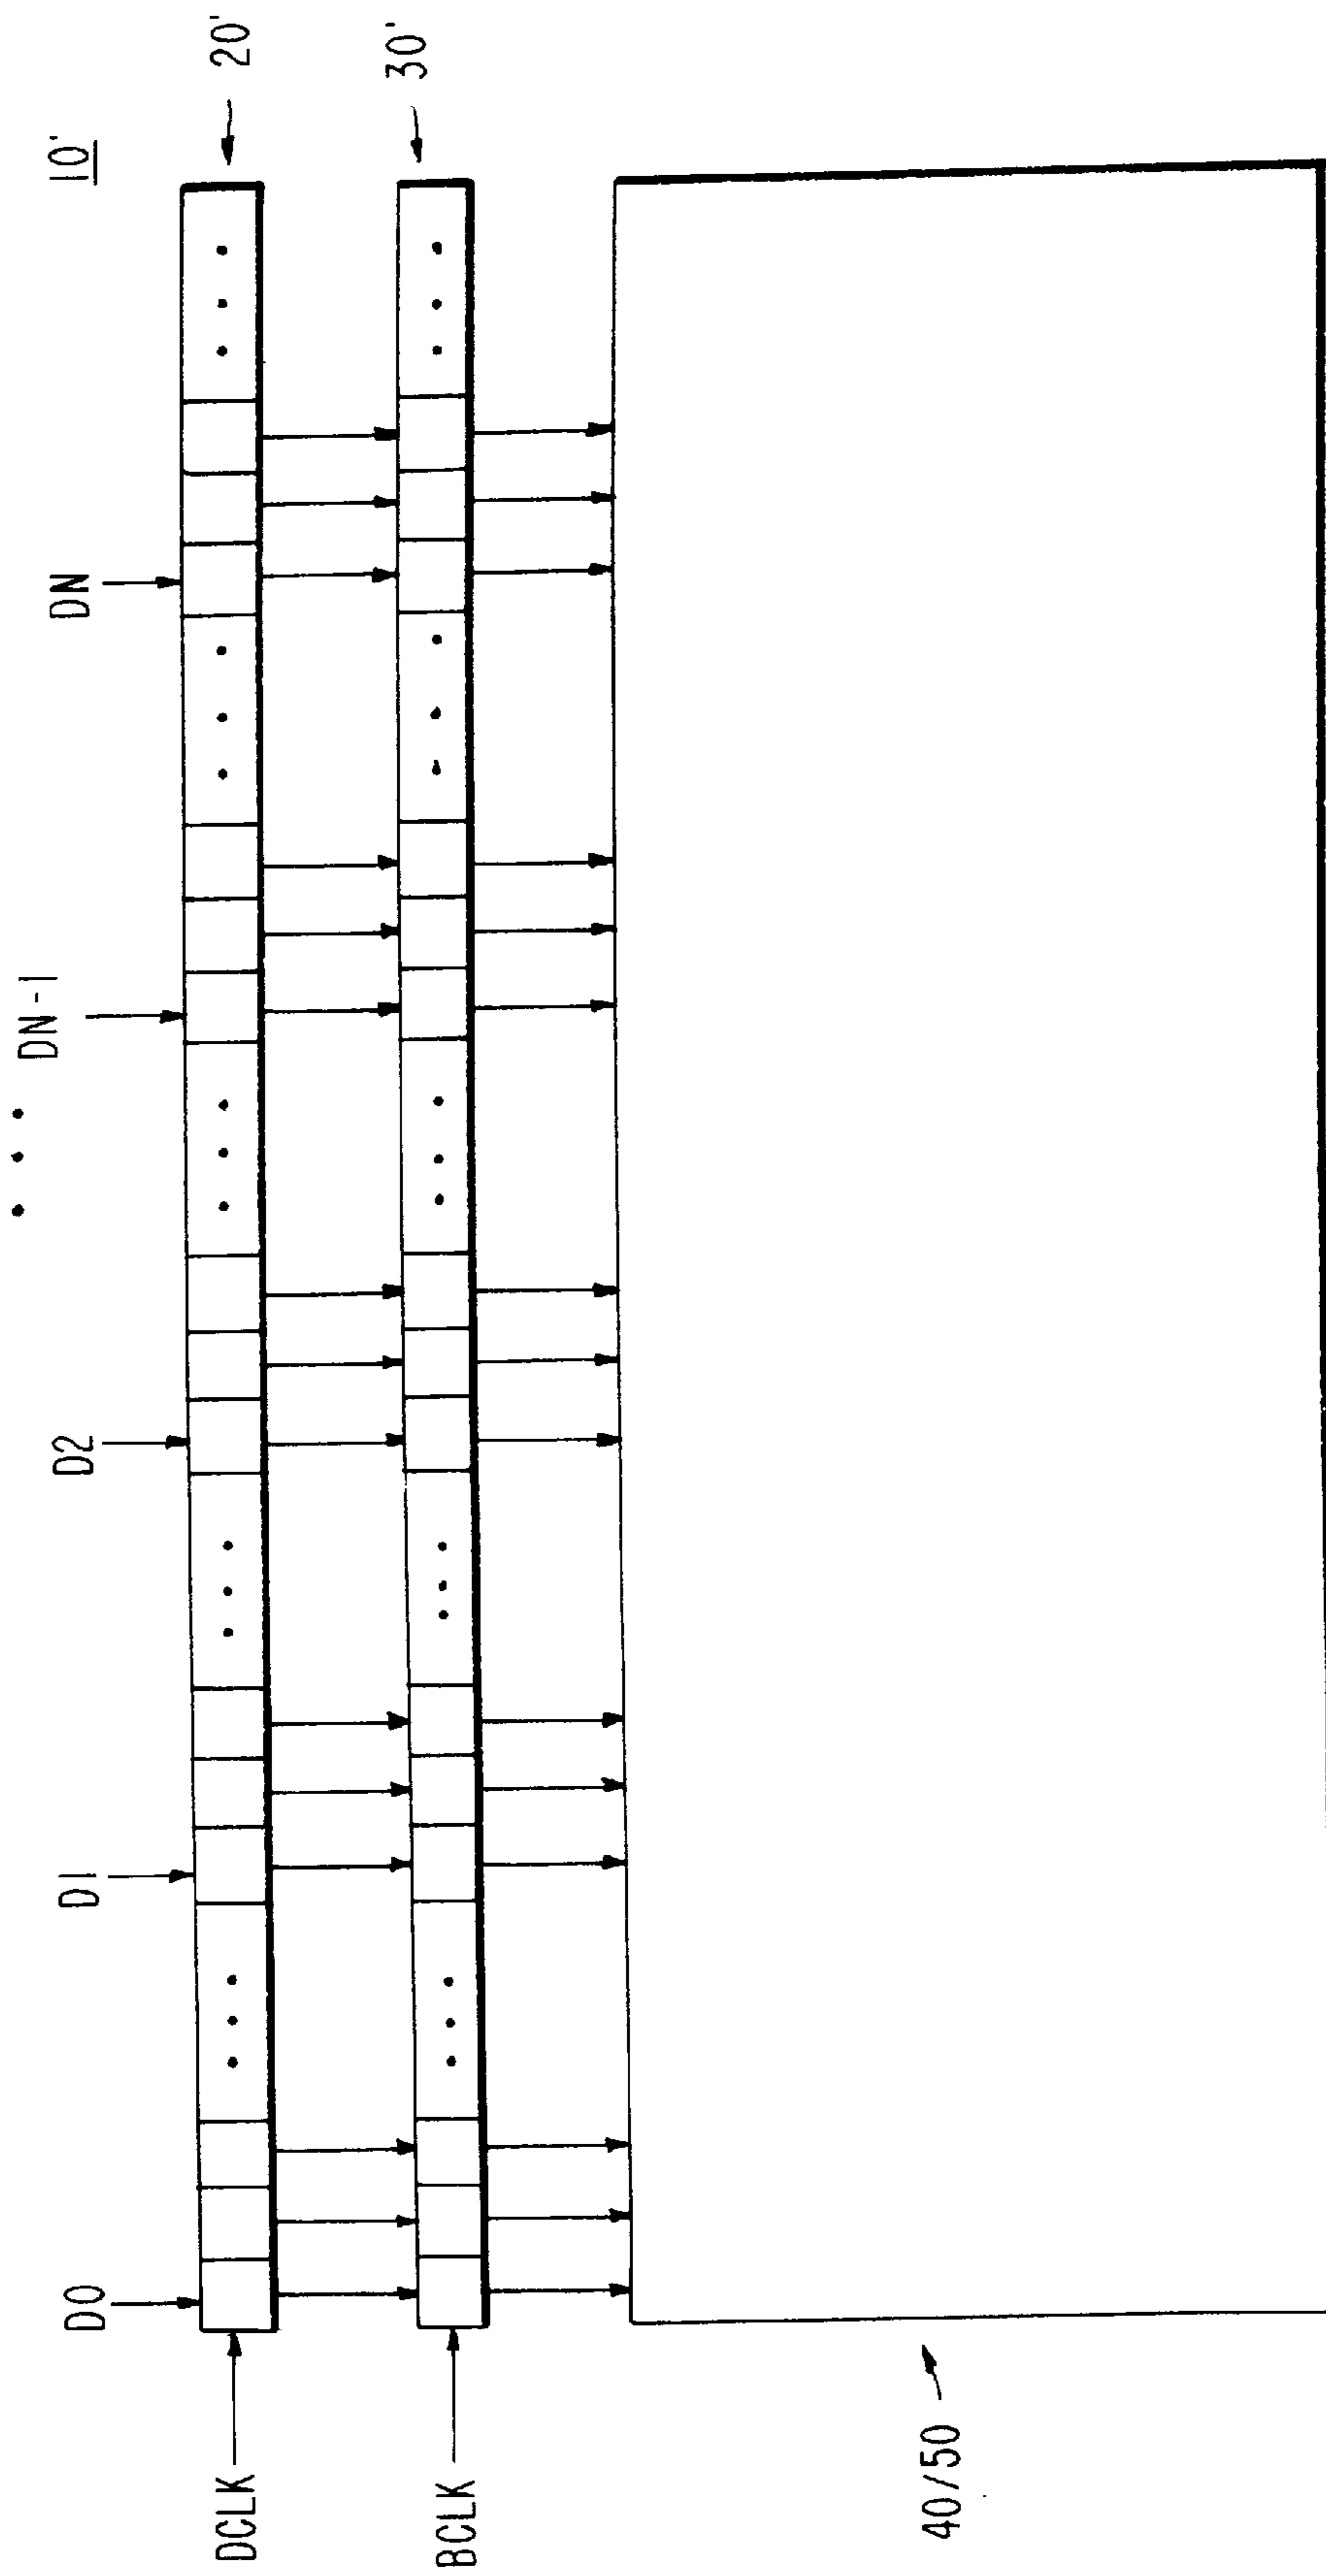 10'
D0
D1
D2
• • •
DN-1
DN
DCLK
20'
BCLK
30'
40/50